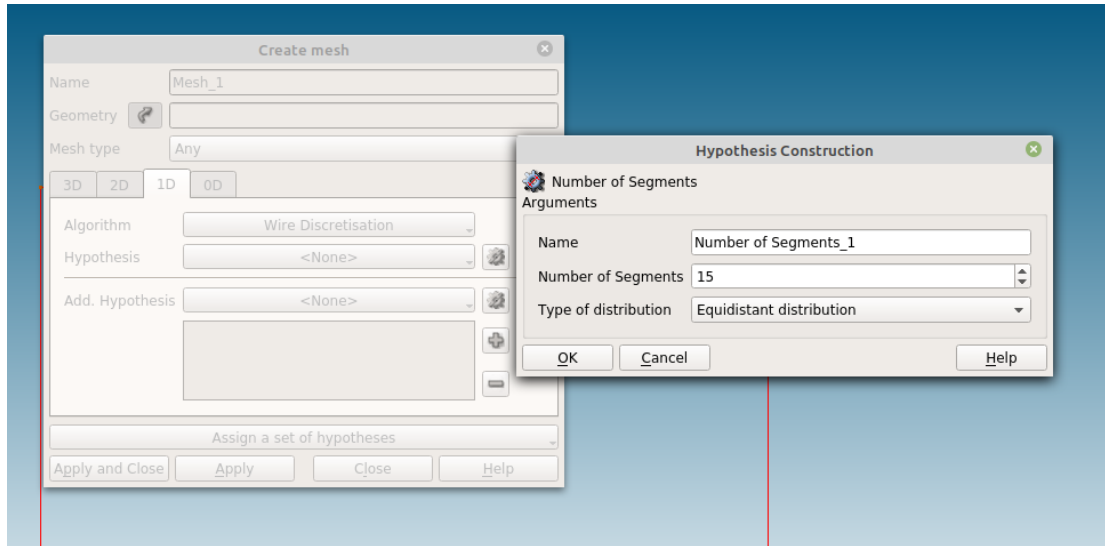 Create mesh
Name Mesh_1
Geometry
Mesh type Any
3D 2D 1D 0D
Algorithm Wire Discretisation
Hypothesis <None>
Add. Hypothesis <None>
Assign a set of hypotheses
Apply and Close Apply Close Help
Hypothesis Construction
Number of Segments
Arguments
Name Number of Segments_1
Number of Segments 15
Type of distribution Equidistant distribution
OK Cancel Help